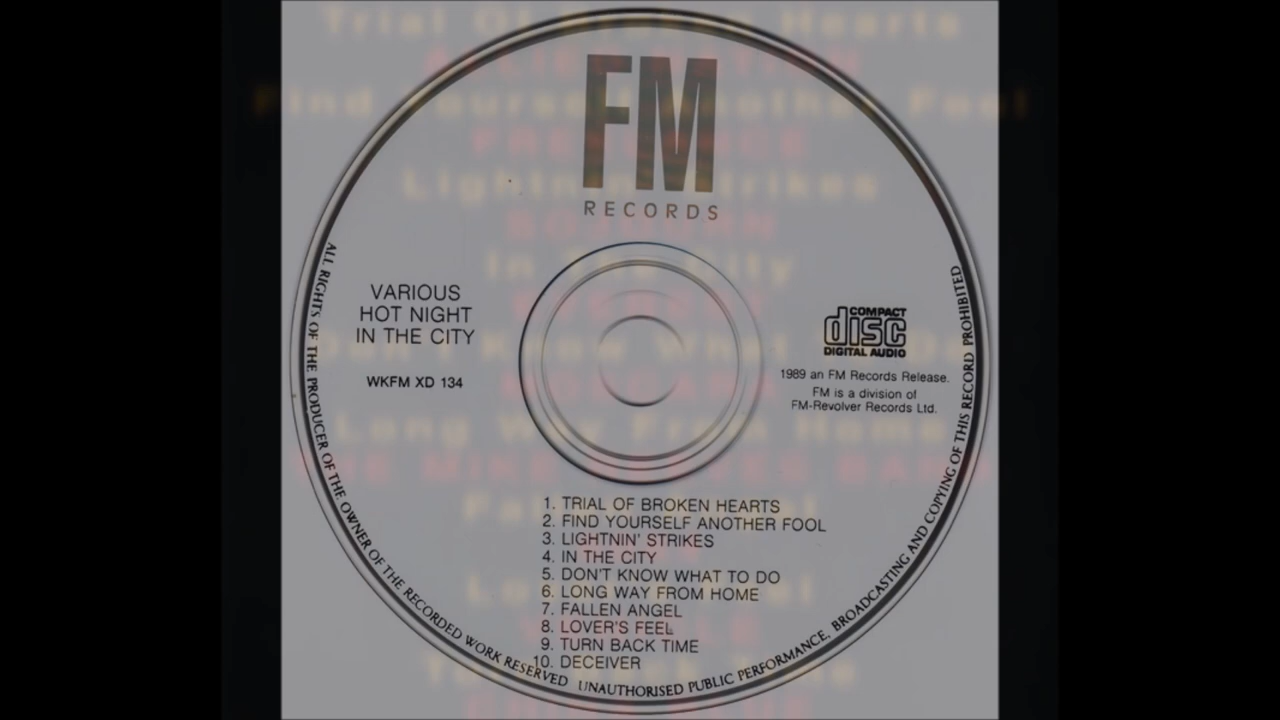 FM
RECORDS
VARIOUS
HOT NIGHT
IN THE CITY
WKFM XD 134
COMPACT
disc
DIGITAL AUDIO
1989 an FM Records Release.
FM is a division of
FM-Revolver Records Ltd.
1. TRIAL OF BROKEN HEARTS
2. FIND YOURSELF ANOTHER FOOL
3. LIGHTNIN' STRIKES
4. IN THE CITY
5. DON'T KNOW WHAT TO DO
6. LONG WAY FROM HOME
7. FALLEN ANGEL
8. LOVER'S FEEL
9. TURN BACK TIME
10. DECEIVER
ALL RIGHTS OF THE PRODUCER OF THE OWNER OF THE RECORDED WORK RESERVED UNAUTHORISED PUBLIC PERFORMANCE, BROADCASTING AND COPYING OF THIS RECORD PROHIBITED